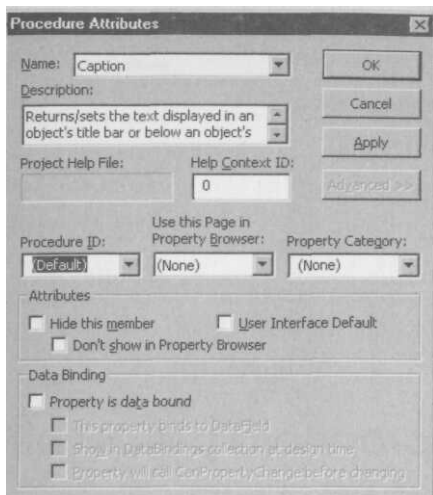 Procedure Attributes
Name: Caption
OK
Description:
Returns/sets the text displayed in an
object's title bar or below an object's
Cancel
Apply
Project Help File:
Help Context ID:
0
Advanced >>
Procedure ID:
Use this Page in
Property Browser:
Property Category:
(Default)
(None)
(None)
Attributes
Hide this member
User Interface Default
Don't show in Property Browser
Data Binding
Property is data bound
This property binds to DataField
Show in DataBindings collection at design time
Property will call CanPropertyChange before changing